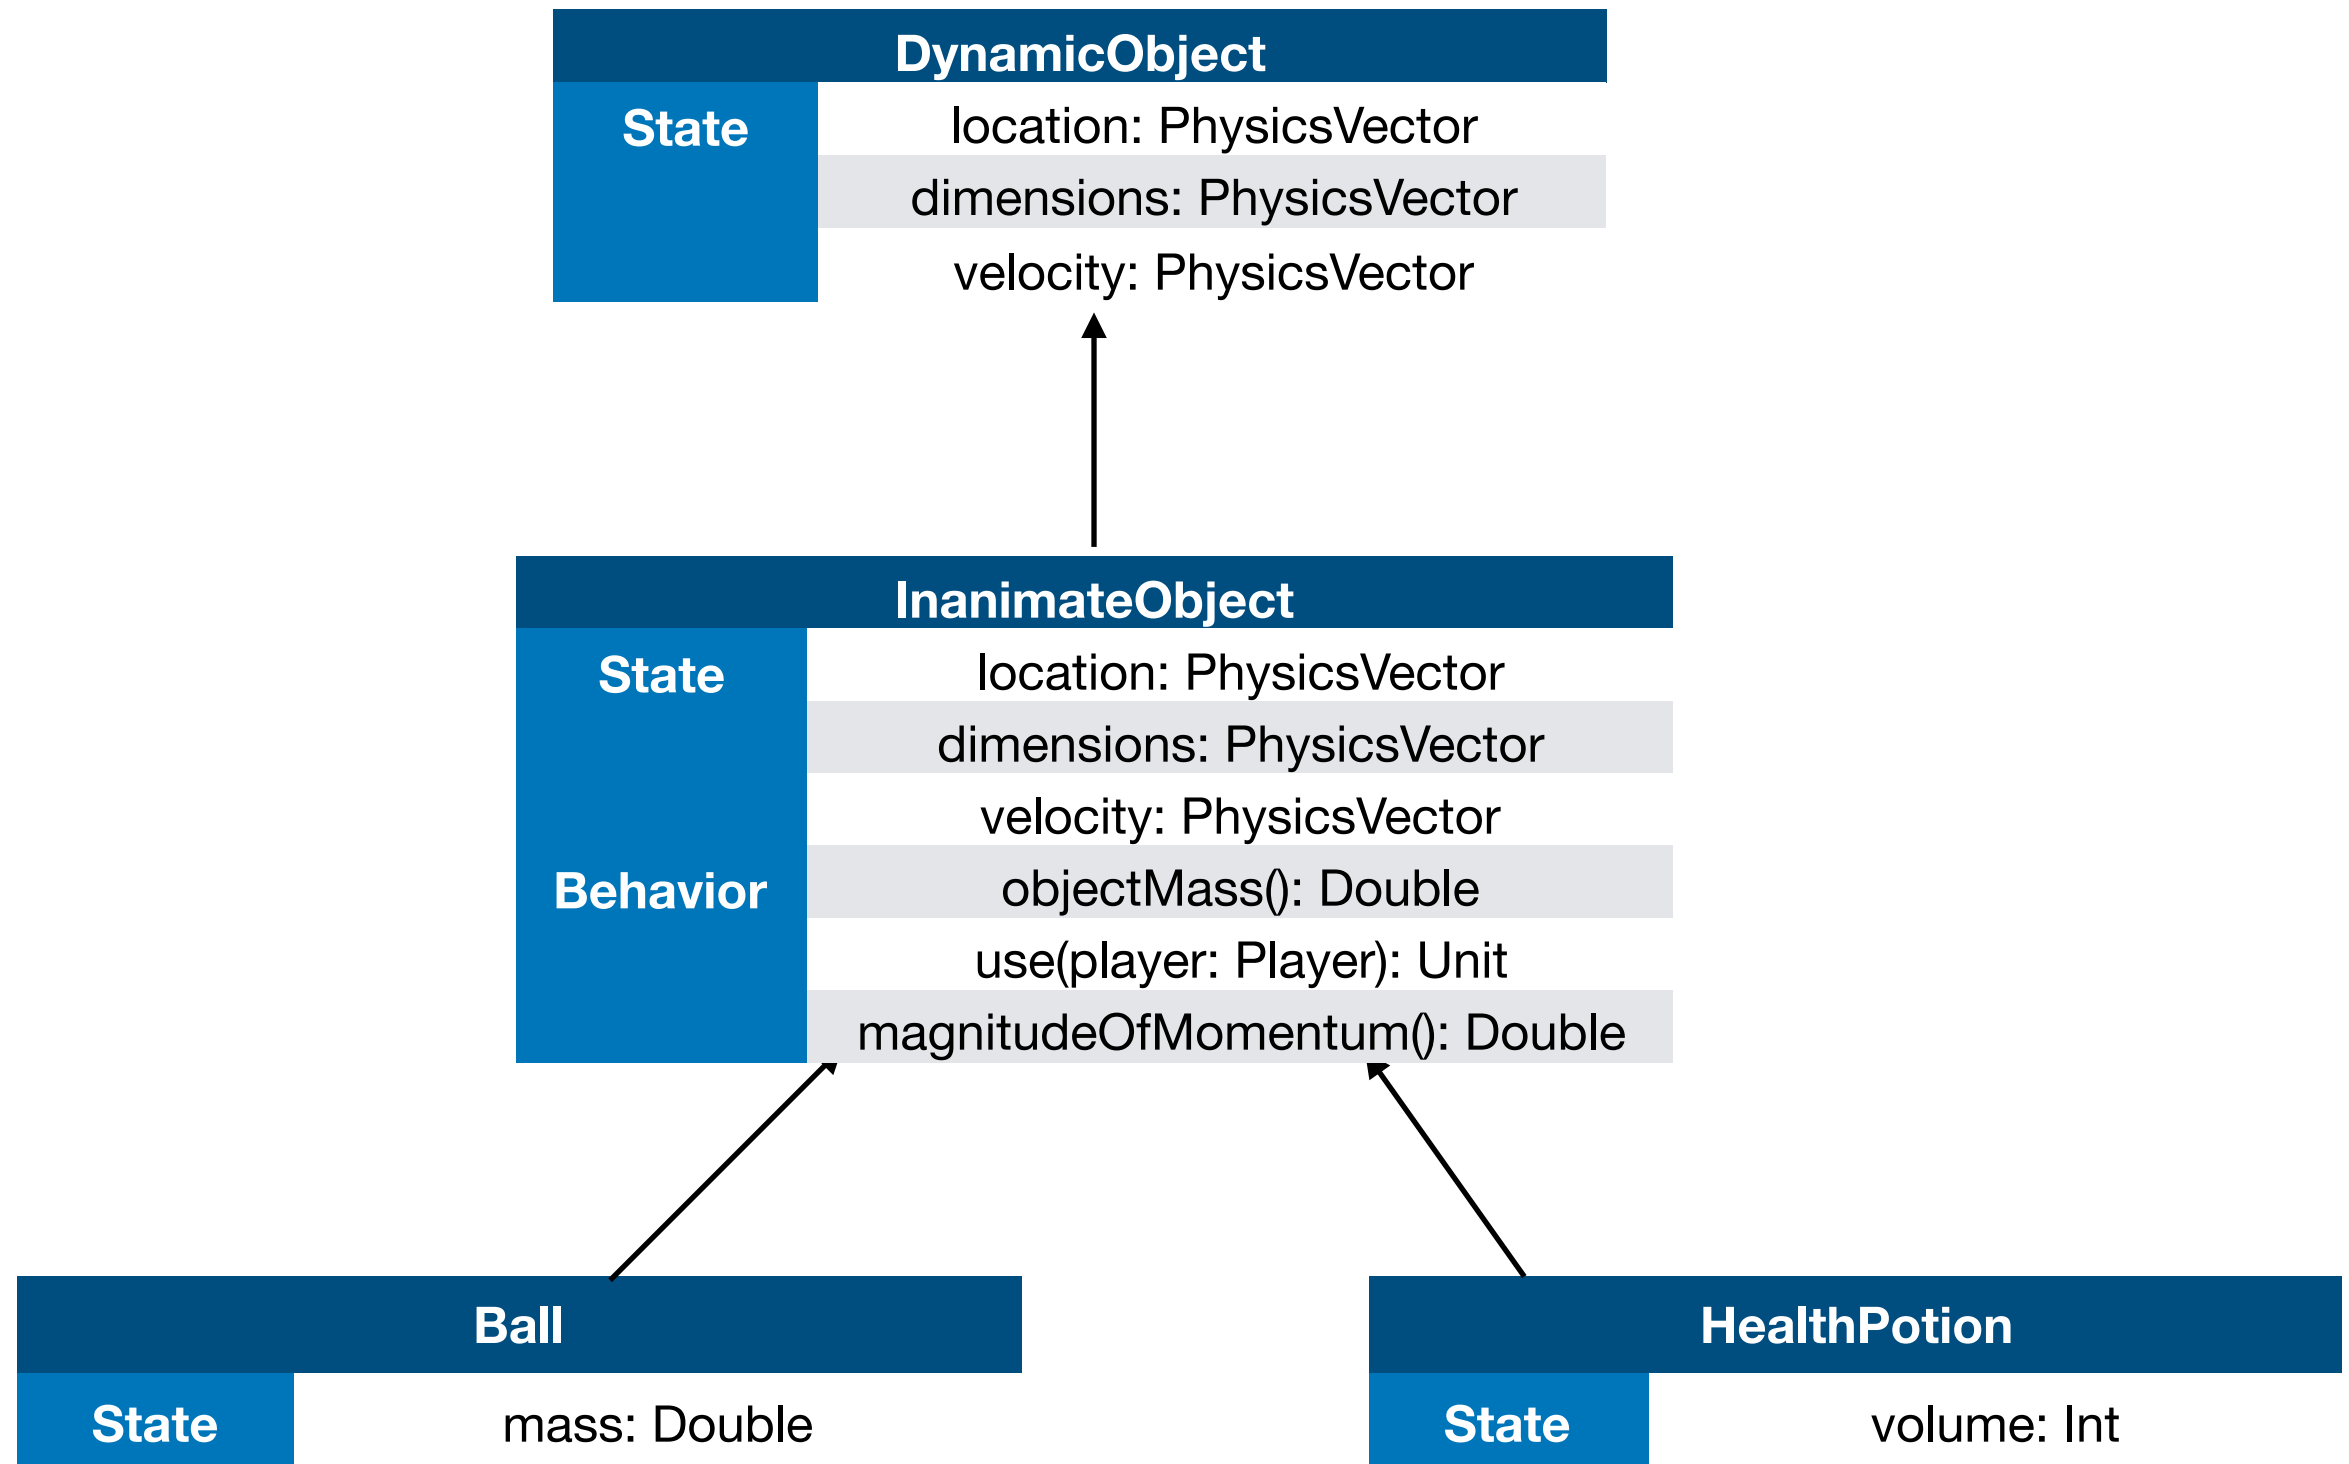 DynamicObject
State
location: PhysicsVector
dimensions: PhysicsVector
velocity: PhysicsVector
InanimateObject
State
location: PhysicsVector
dimensions: PhysicsVector
velocity: PhysicsVector
Behavior
objectMass(): Double
use(player: Player): Unit
magnitudeOfMomentum(): Double
Ball
State
mass: Double
HealthPotion
State
volume: Int